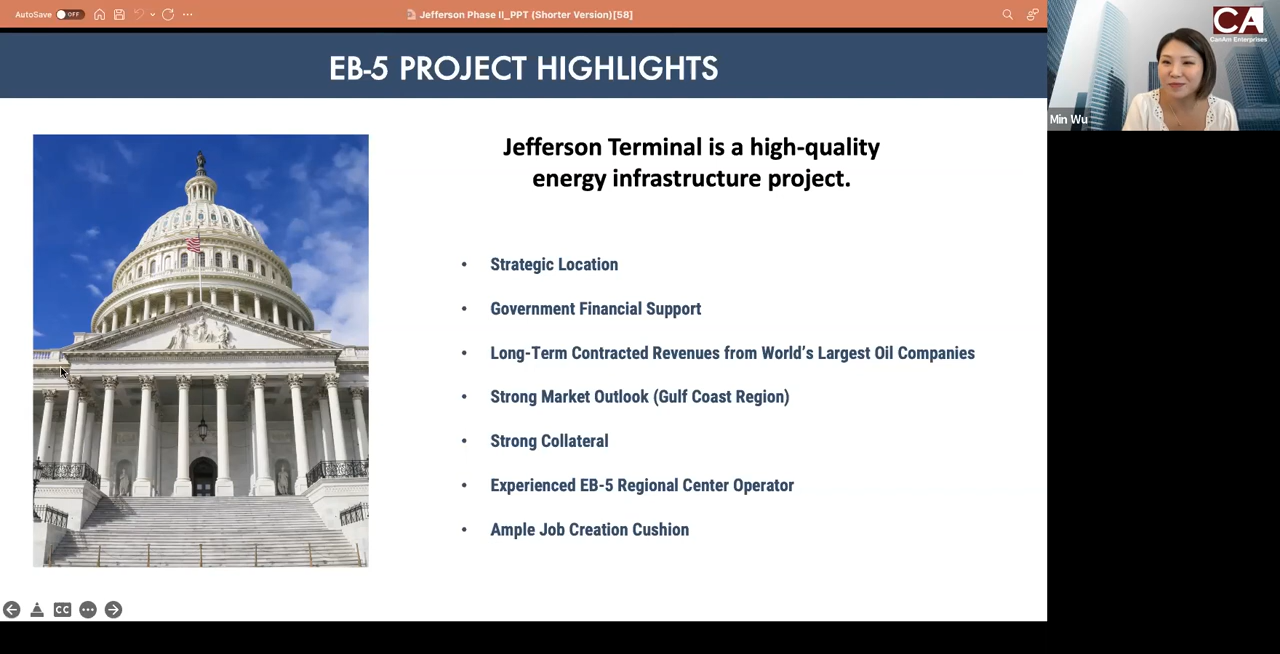 AutoSave OFF
Jefferson Phase II_PPT (Shorter Version)[58]
CA
CanAm Enterprises
Min Wu
EB-5 PROJECT HIGHLIGHTS
Jefferson Terminal is a high-quality
energy infrastructure project.
• Strategic Location
• Government Financial Support
• Long-Term Contracted Revenues from World’s Largest Oil Companies
• Strong Market Outlook (Gulf Coast Region)
• Strong Collateral
• Experienced EB-5 Regional Center Operator
• Ample Job Creation Cushion
CC